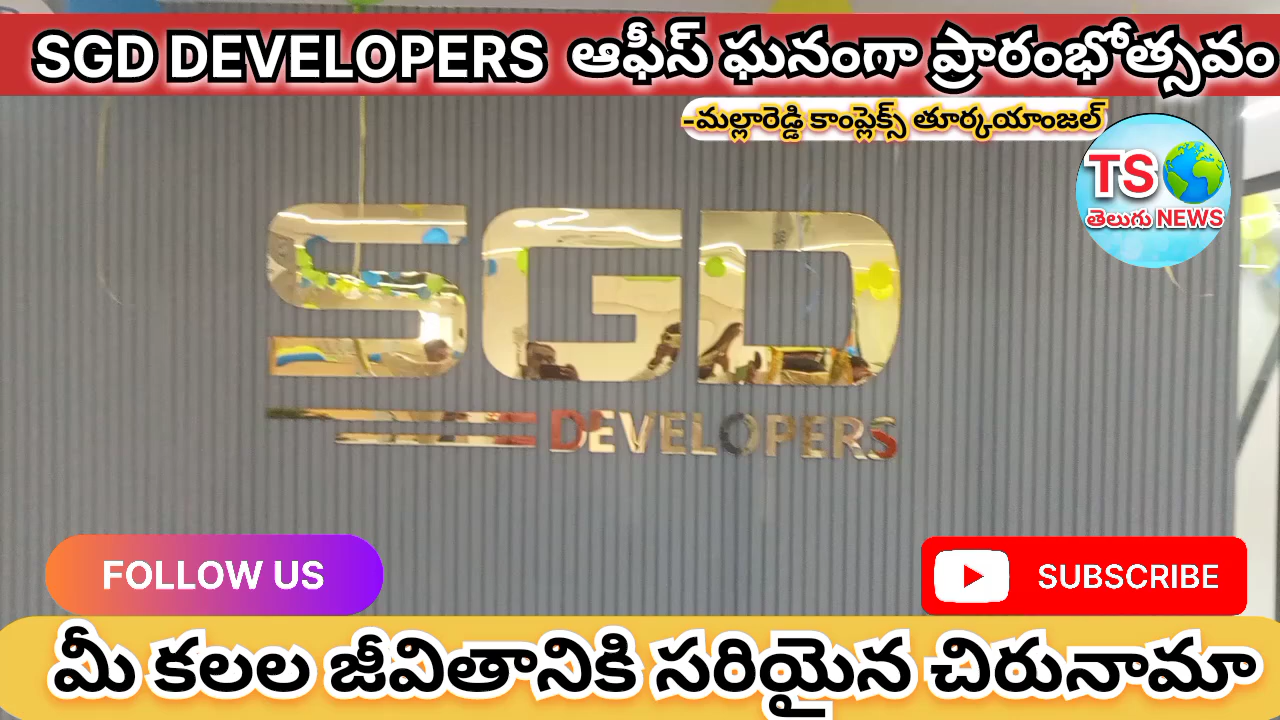 SGD DEVELOPERS ఆఫీస్ ఘనంగా ప్రారంభోత్సవం
-మల్లారెడ్డి కాంప్లెక్స్ తూర్కయాంజల్
TS
తెలుగు NEWS
SGD
DEVELOPERS
FOLLOW US
SUBSCRIBE
మీ కలల జీవితానికి సరియైన చిరునామా